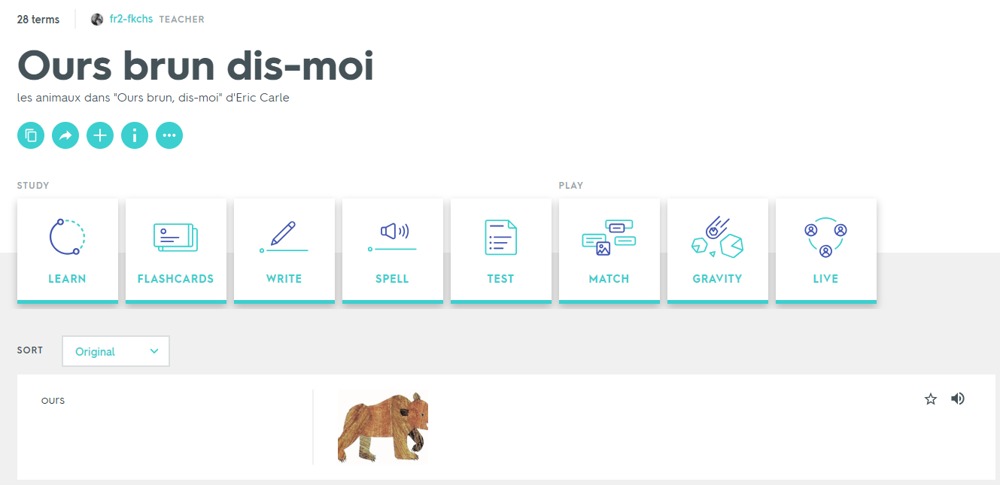 28 terms fr2-fkchs TEACHER
Ours brun dis-moi
les animaux dans "Ours brun, dis-moi" d'Eric Carle
STUDY PLAY
LEARN FLASHCARDS WRITE SPELL TEST MATCH GRAVITY LIVE
SORT Original
ours